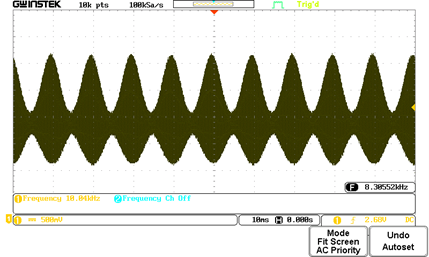 GWINSTEK 10k pts 100kSa/s Trig'd
F 8.30552kHz
1 Frequency 10.04kHz 2 Frequency Ch Off
1 500mV 10ms H 0.000s 1 2.68V DC
Mode
Fit Screen
AC Priority
Undo
Autoset